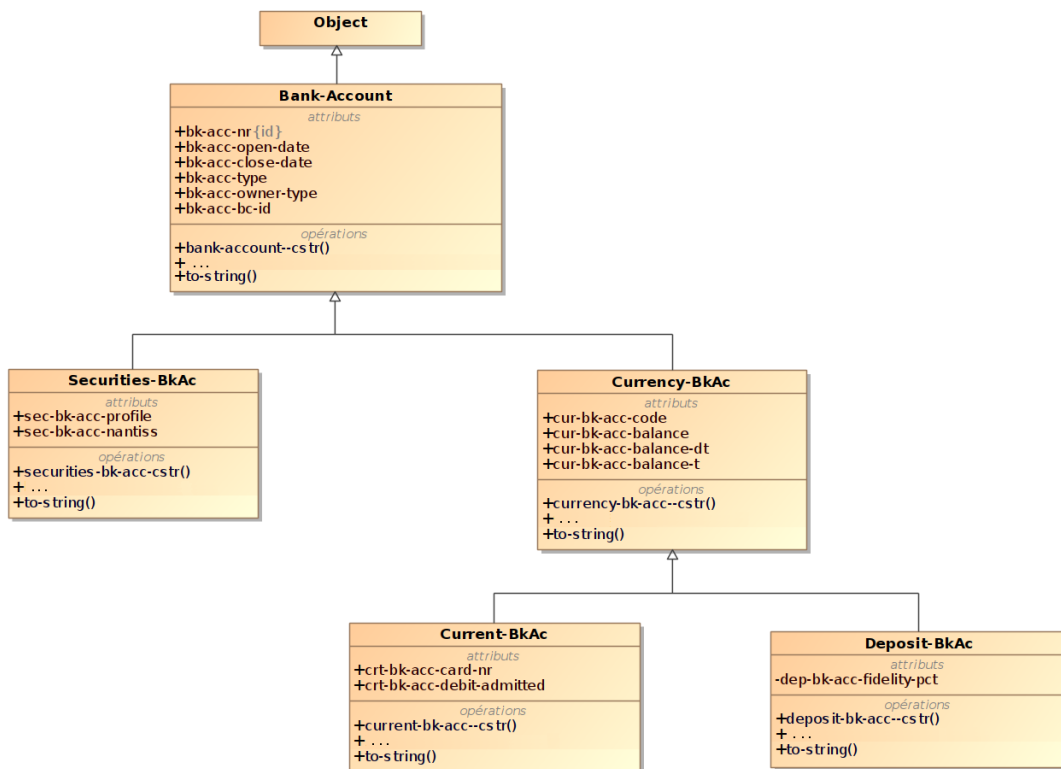 Object
Bank-Account
attributs
+bk-acc-nr{id}
+bk-acc-open-date
+bk-acc-close-date
+bk-acc-type
+bk-acc-owner-type
+bk-acc-bc-id
opérations
+bank-account--cstr()
+ ...
+to-string()
Securities-BkAc
attributs
+sec-bk-acc-profile
+sec-bk-acc-nantiss
opérations
+securities-bk-acc-cstr()
+ ...
+to-string()
Currency-BkAc
attributs
+cur-bk-acc-code
+cur-bk-acc-balance
+cur-bk-acc-balance-dt
+cur-bk-acc-balance-t
opérations
+currency-bk-acc--cstr()
+ ...
+to-string()
Current-BkAc
attributs
+crt-bk-acc-card-nr
+crt-bk-acc-debit-admitted
opérations
+current-bk-acc--cstr()
+ ...
+to-string()
Deposit-BkAc
attributs
-dep-bk-acc-fidelity-pct
opérations
+deposit-bk-acc--cstr()
+ ...
+to-string()